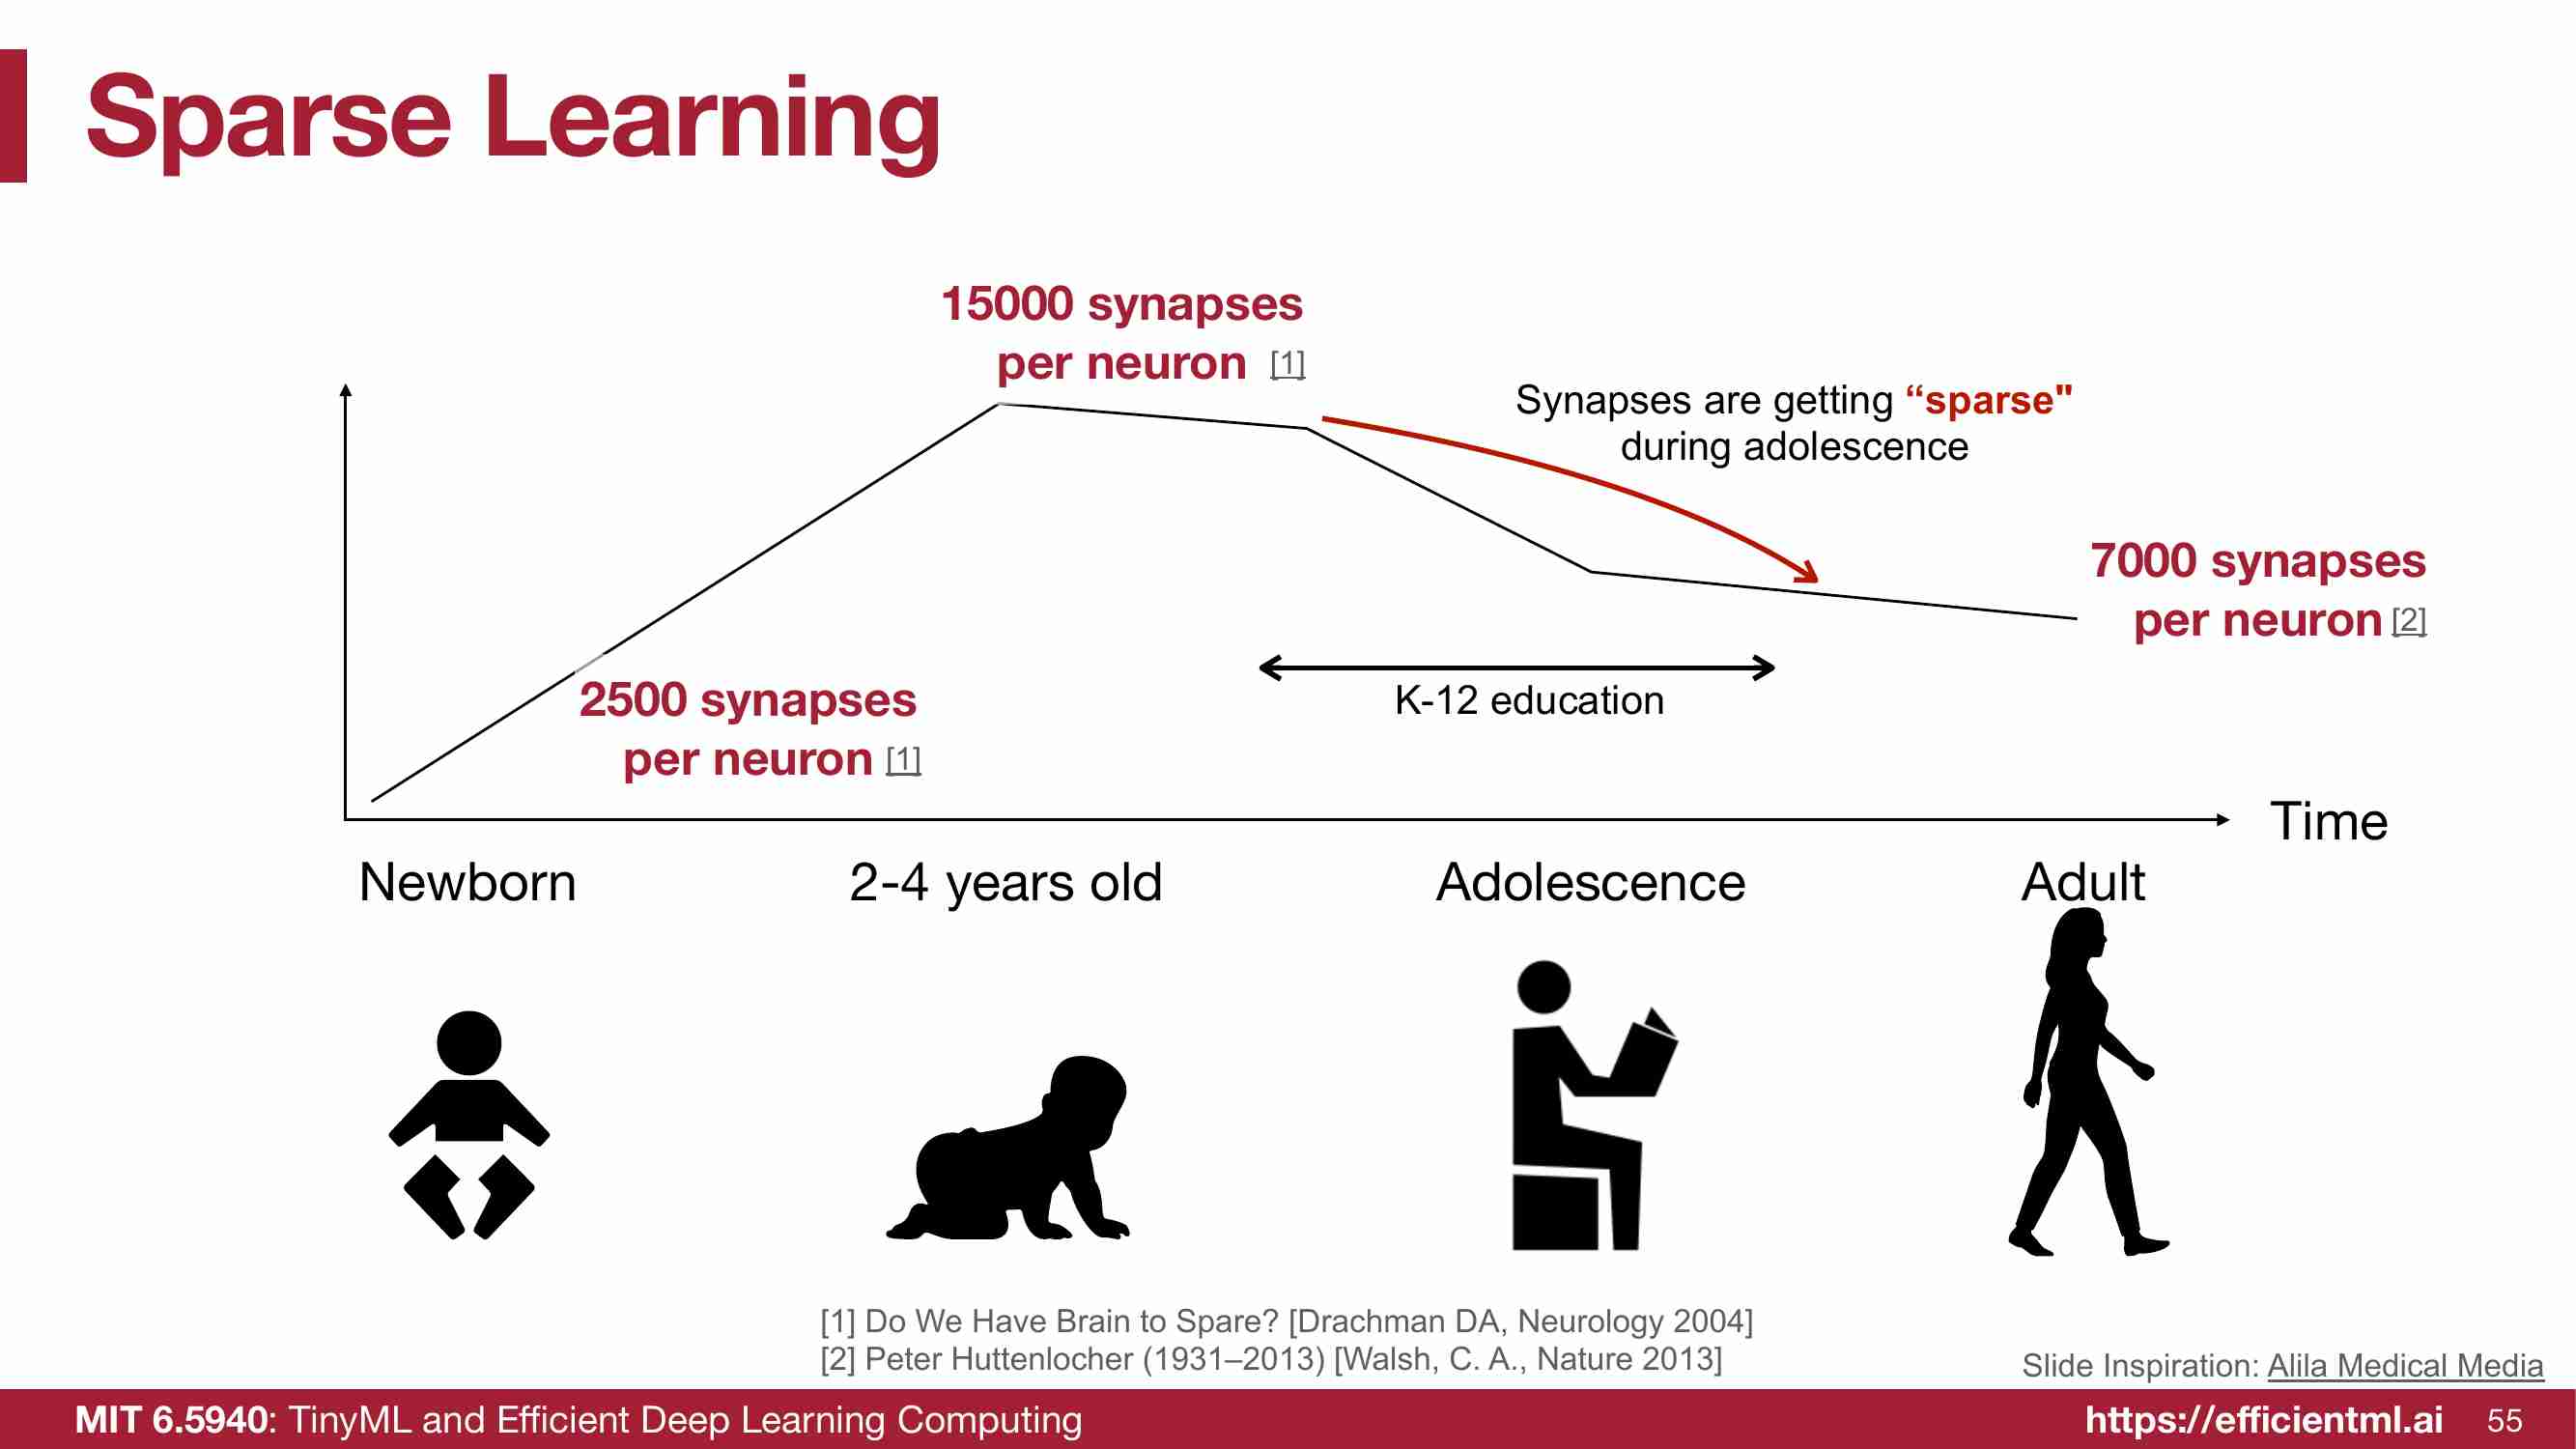 Sparse Learning
15000 synapses
per neuron [1]
Synapses are getting “sparse"
during adolescence
7000 synapses
per neuron [2]
2500 synapses
per neuron [1]
K-12 education
Time
Newborn
2-4 years old
Adolescence
Adult
[1] Do We Have Brain to Spare? [Drachman DA, Neurology 2004]
[2] Peter Huttenlocher (1931–2013) [Walsh, C. A., Nature 2013]
Slide Inspiration: Alila Medical Media
MIT 6.5940: TinyML and Efficient Deep Learning Computing
https://efficientml.ai
55